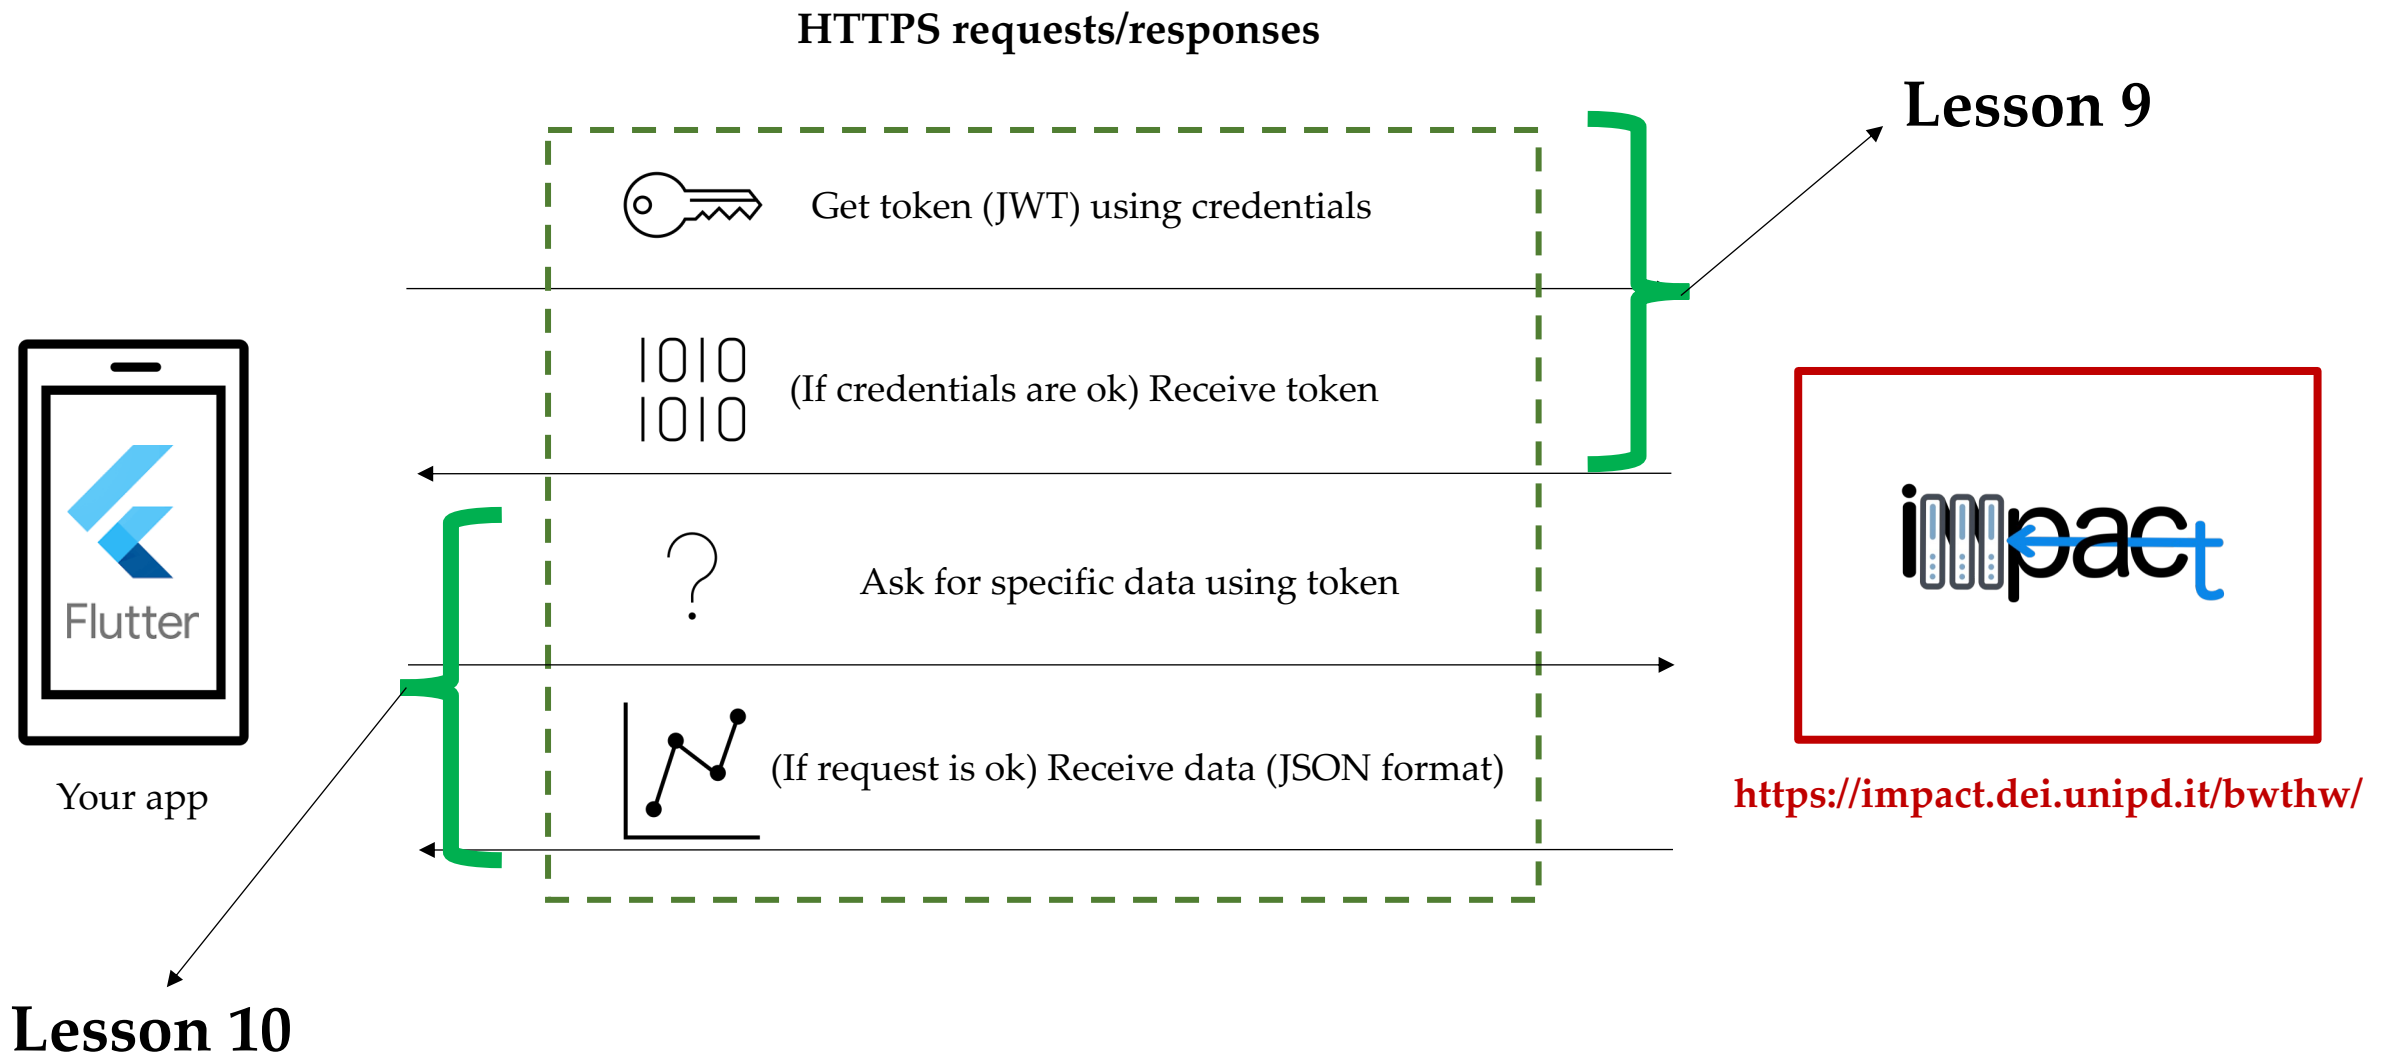 HTTPS requests/responses
Lesson 9
Get token (JWT) using credentials
1010
1010
(If credentials are ok) Receive token
Flutter
Your app
Ask for specific data using token
impact
(If request is ok) Receive data (JSON format)
https://impact.dei.unipd.it/bwthw/
Lesson 10